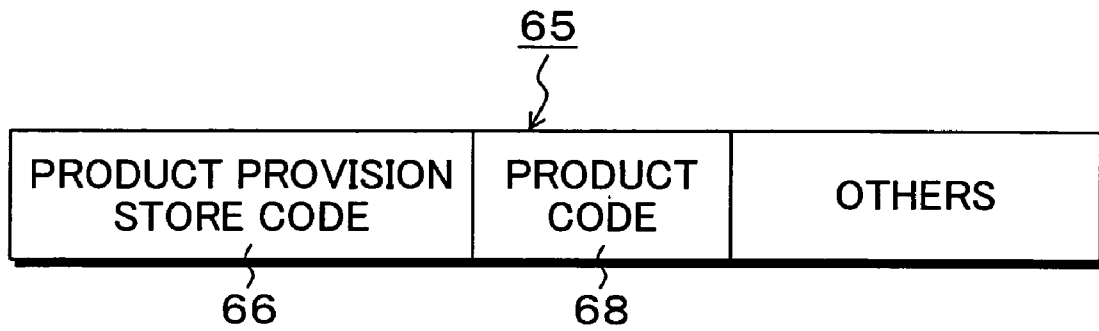 65
PRODUCT PROVISION
STORE CODE
PRODUCT
CODE
OTHERS
66
68